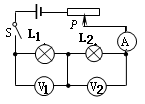 P
S L₁ L₂ A
V₁ V₂